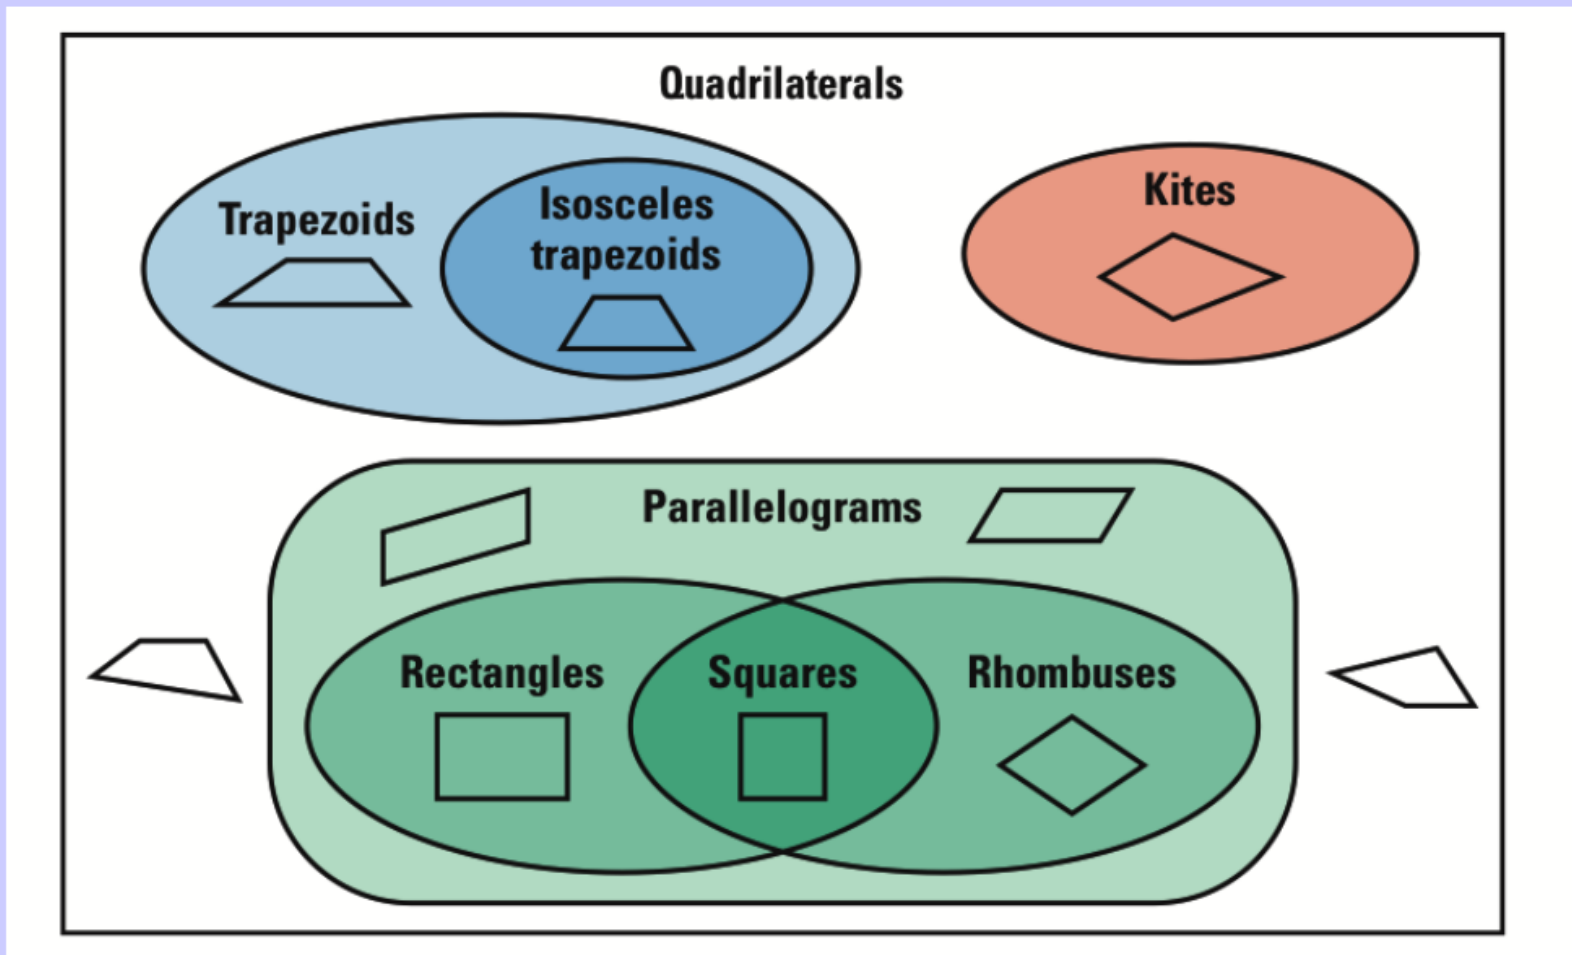 Quadrilaterals
Trapezoids
Isosceles
trapezoids
Kites
Parallelograms
Rectangles
Squares
Rhombuses